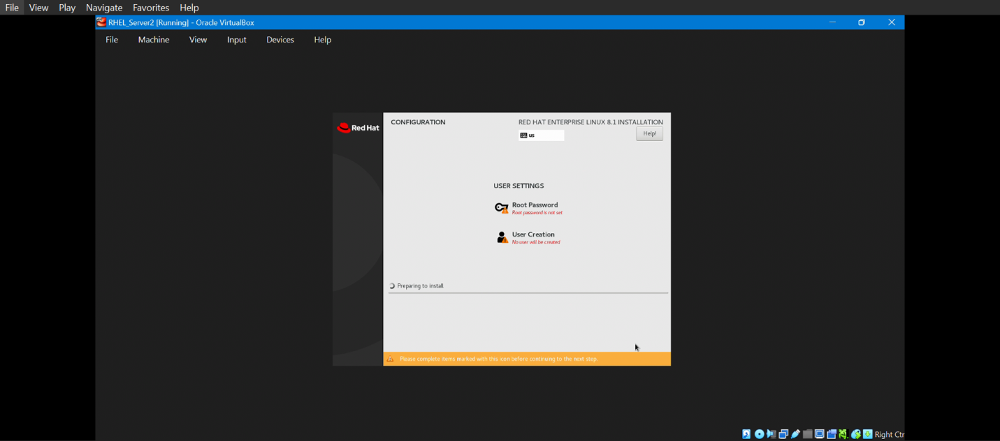 File View Play Navigate Favorites Help
RHEL_Server2 [Running] - Oracle VirtualBox
File Machine View Input Devices Help
Red Hat
CONFIGURATION
RED HAT ENTERPRISE LINUX 8.1 INSTALLATION
us
Help!
USER SETTINGS
Root Password
Root password is not set
User Creation
No user will be created
Preparing to install
Please complete items marked with this icon before continuing to the next step.
Right Ctr